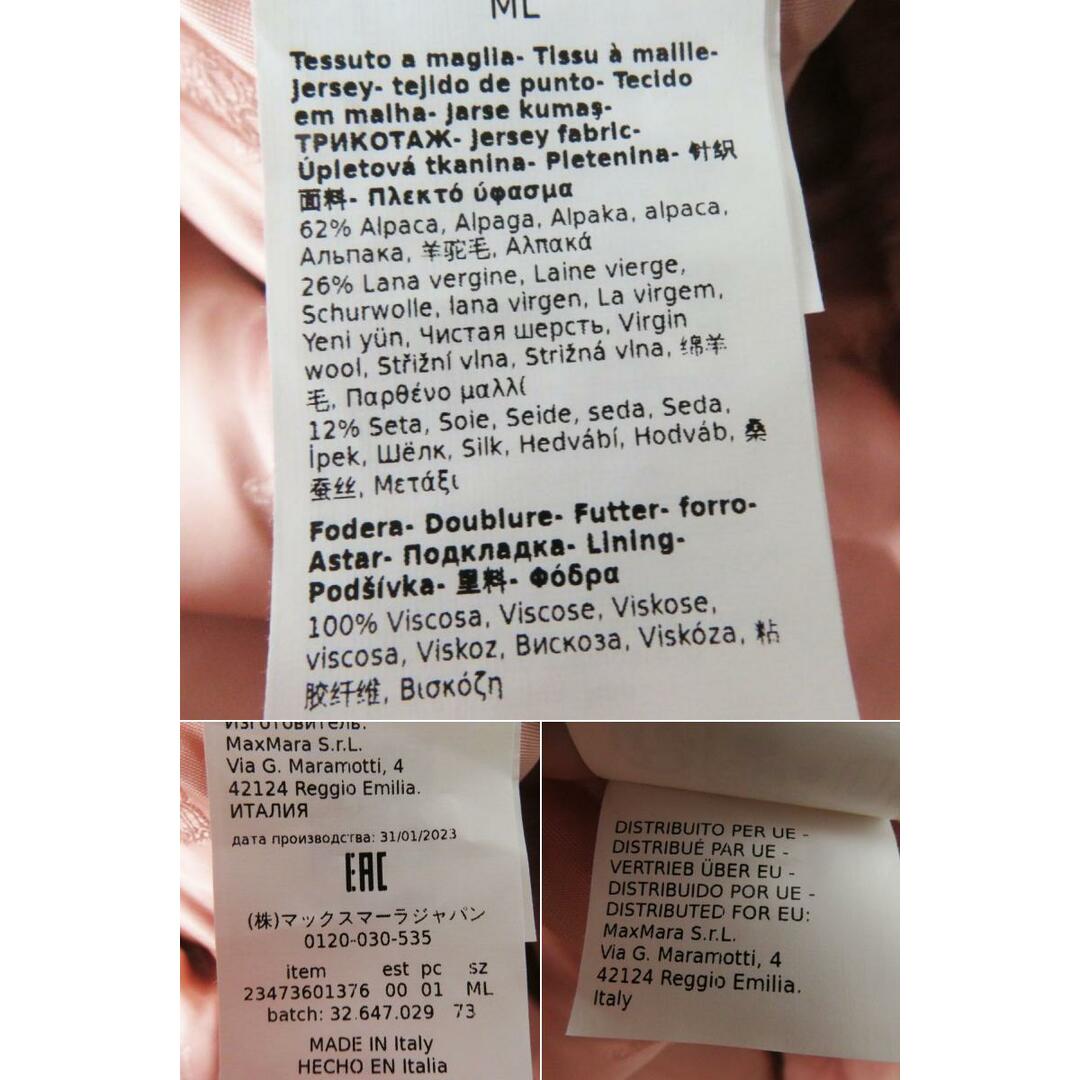 ML
Tessuto a maglia- Tissu à maille-
Jersey- tejido de punto- Tecido
em malha- Jarse kumaş-
ТРИКОТАЖ- Jersey fabric-
Úpletová tkanina- Pletenina- 针织
面料- Πλεκτό ύφασμα
62% Alpaca, Alpaga, Alpaka, alpaca,
Альпака, 羊驼毛, Αλπακά
26% Lana vergine, Laine vierge,
Schurwolle, lana virgen, La virgem,
Yeni yün, Чистая шерсть, Virgin
wool, Střižní vlna, Strižná vlna, 绵羊
毛, Παρθένο μαλλί
12% Seta, Soie, Seide, seda, Seda,
İpek, Шёлк, Silk, Hedvábí, Hodváb, 桑
蚕丝, Μετάξι
Fodera- Doublure- Futter- forro-
Astar- Подкладка- Lining-
Podšívka- 里料- Φόδρα
100% Viscosa, Viscose, Viskose,
viscosa, Viskoz, Вискоза, Viskóza, 粘
胶纤维, Βισκόζη
Изготовитель:
MaxMara S.r.L.
Via G. Maramotti, 4
42124 Reggio Emilia.
ИТАЛИЯ
дата производства: 31/01/2023
EAC
(株)マックスマーラジャパン
0120-030-535
item est pc sz
23473601376 00 01 ML
batch: 32.647.029 73
MADE IN Italy
HECHO EN Italia
DISTRIBUITO PER UE -
DISTRIBUÉ PAR UE -
VERTRIEB ÜBER EU -
DISTRIBUIDO POR UE -
DISTRIBUTED FOR EU:
MaxMara S.r.L.
Via G. Maramotti, 4
42124 Reggio Emilia.
Italy